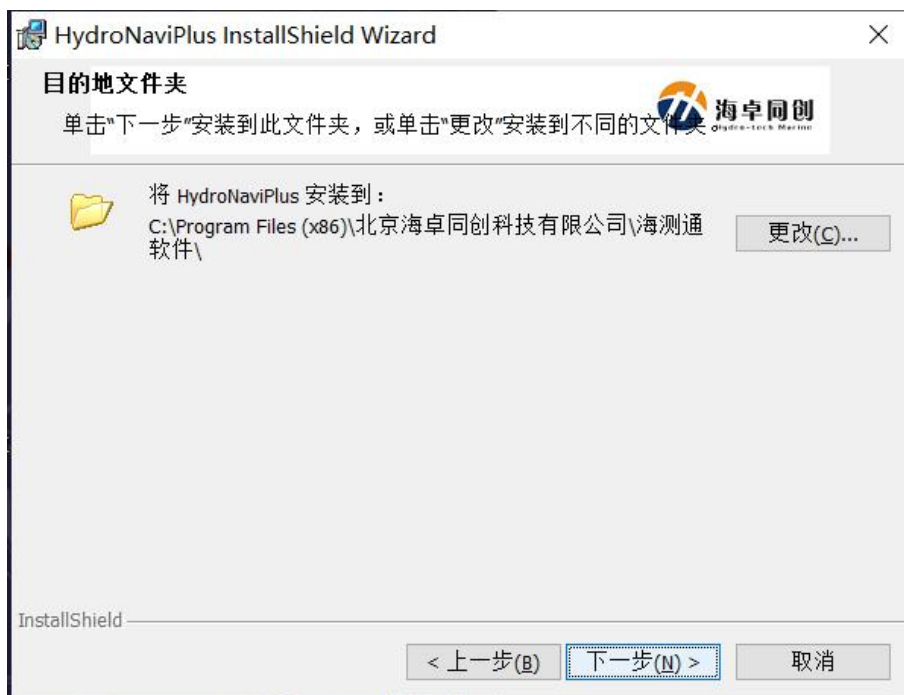 HydroNaviPlus InstallShield Wizard
目的地文件夹
单击“下一步”安装到此文件夹，或单击“更改”安装到不同的文件夹。
海卓同创
Hydro-tech Marine
将 HydroNaviPlus 安装到：
C:\Program Files (x86)\北京海卓同创科技有限公司\海测通
软件\
更改(C)...
InstallShield
< 上一步(B)
下一步(N) >
取消